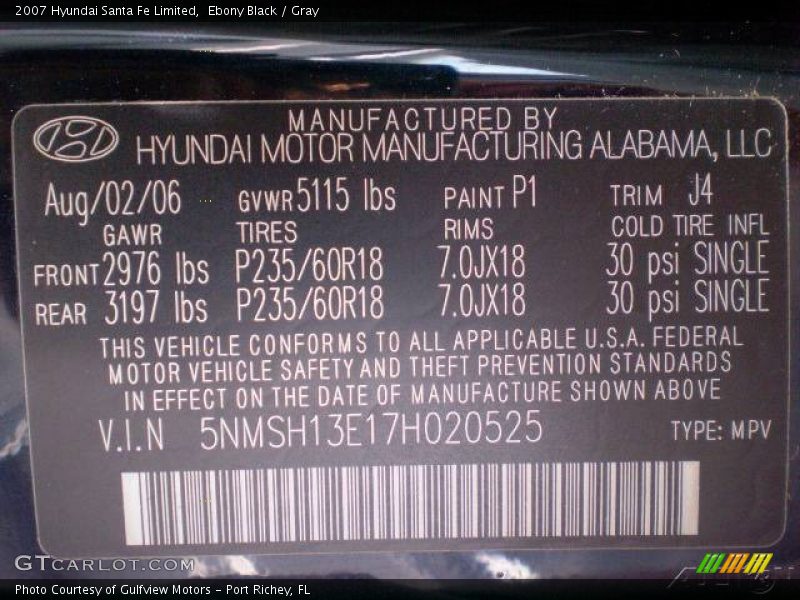 2007 Hyundai Santa Fe Limited,  Ebony Black / Gray
MANUFACTURED BY
HYUNDAI MOTOR MANUFACTURING ALABAMA, LLC
Aug/02/06 GVWR 5115 lbs PAINT P1 TRIM J4
GAWR TIRES RIMS COLD TIRE INFL
FRONT 2976 lbs P235/60R18 7.0JX18 30 psi SINGLE
REAR 3197 lbs P235/60R18 7.0JX18 30 psi SINGLE
THIS VEHICLE CONFORMS TO ALL APPLICABLE U.S.A. FEDERAL
MOTOR VEHICLE SAFETY AND THEFT PREVENTION STANDARDS
IN EFFECT ON THE DATE OF MANUFACTURE SHOWN ABOVE
V.I.N 5NMSH13E17H020525 TYPE: MPV
GTCARLOT.COM
Photo Courtesy of Gulfview Motors - Port Richey, FL